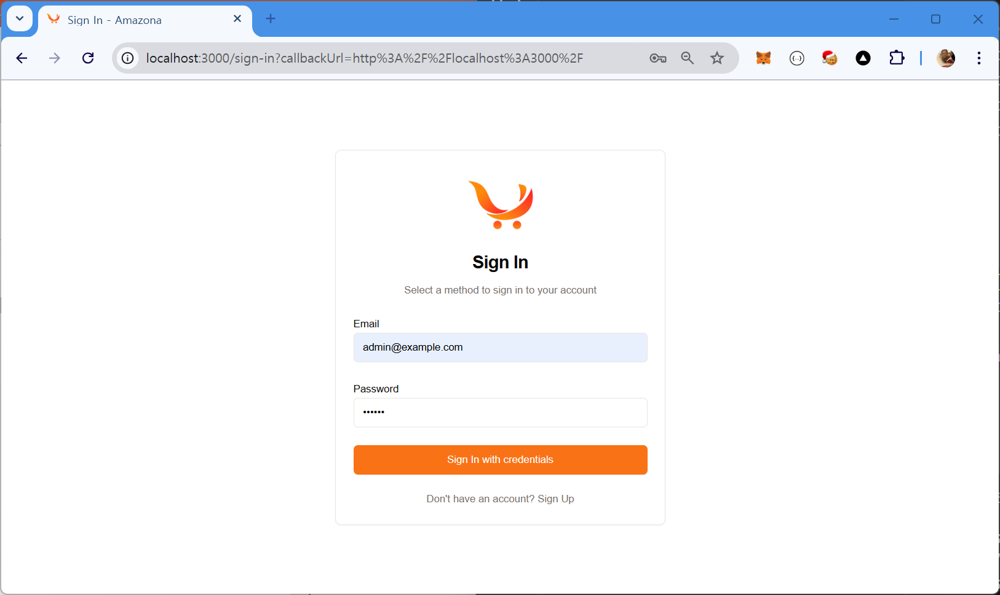 Sign In - Amazona
localhost:3000/sign-in?callbackUrl=http%3A%2F%2Flocalhost%3A3000%2F
Sign In
Select a method to sign in to your account
Email
admin@example.com
Password
••••••
Sign In with credentials
Don't have an account? Sign Up